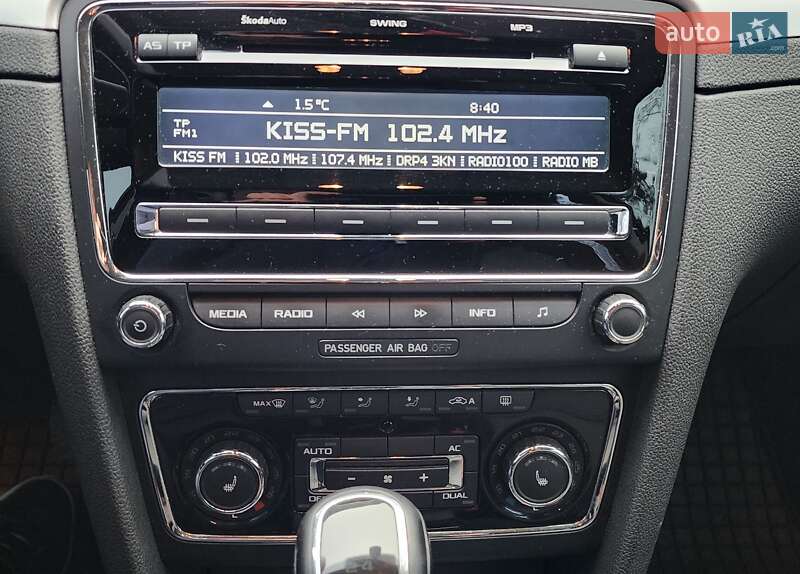 ŠkodaAuto SWING MP3
auto RIA
AS TP
1.5°C 8:40
TP
FM1
KISS-FM 102.4 MHz
KISS FM 102.0 MHz 107.4 MHz DRP4 3KN RADIO100 RADIO MB
MEDIA RADIO INFO
PASSENGER AIR BAG OFF
MAX A
AUTO AC
DUAL